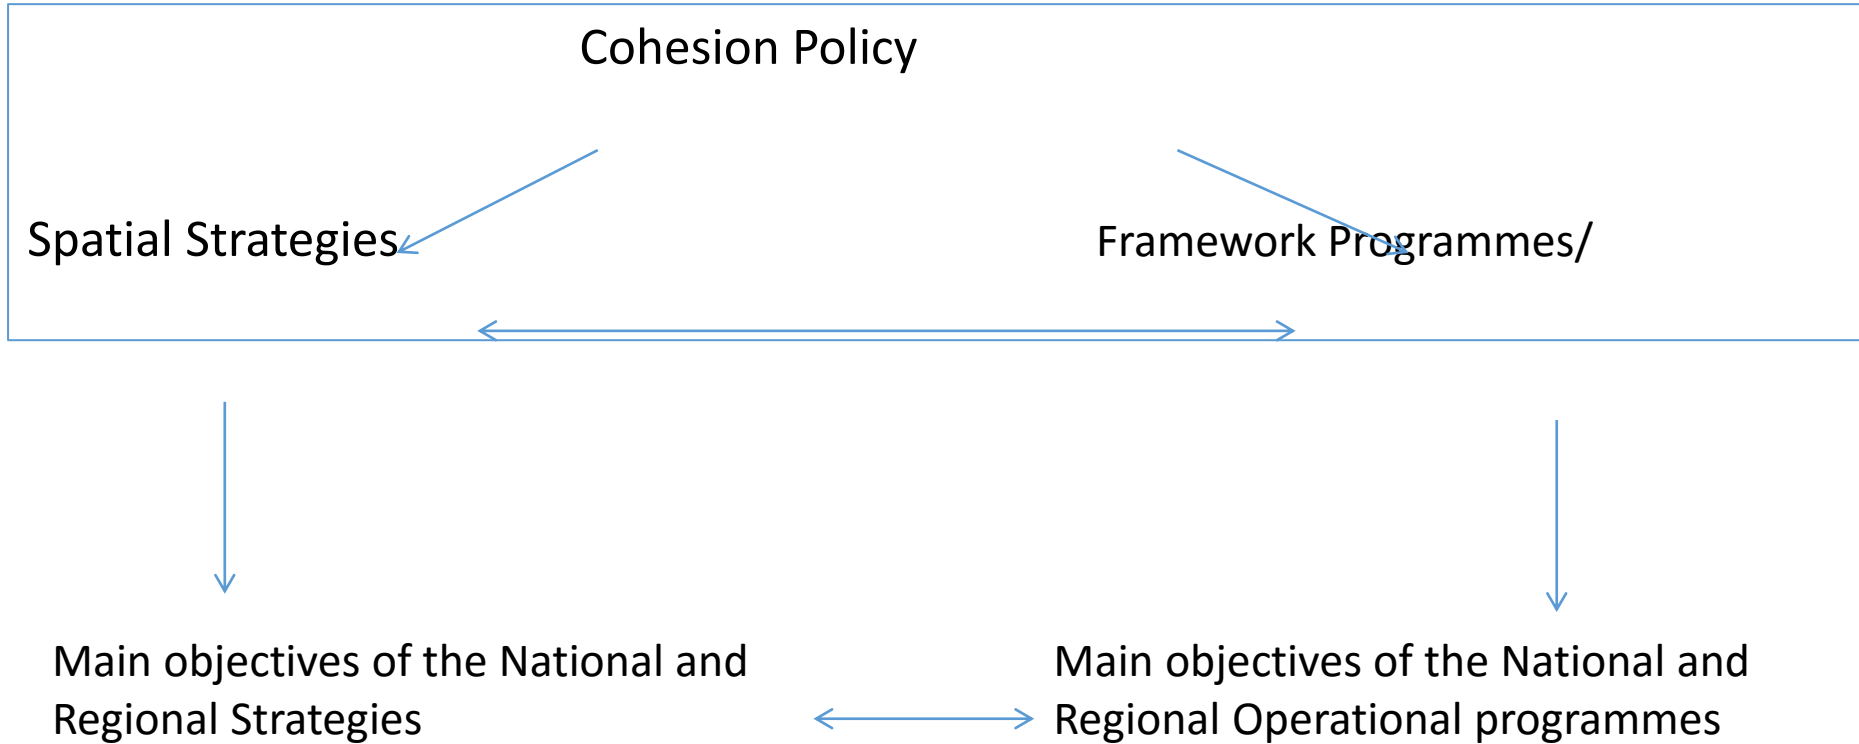 Cohesion Policy
Spatial Strategies
Framework Programmes/
Main objectives of the National and
Regional Strategies
Main objectives of the National and
Regional Operational programmes